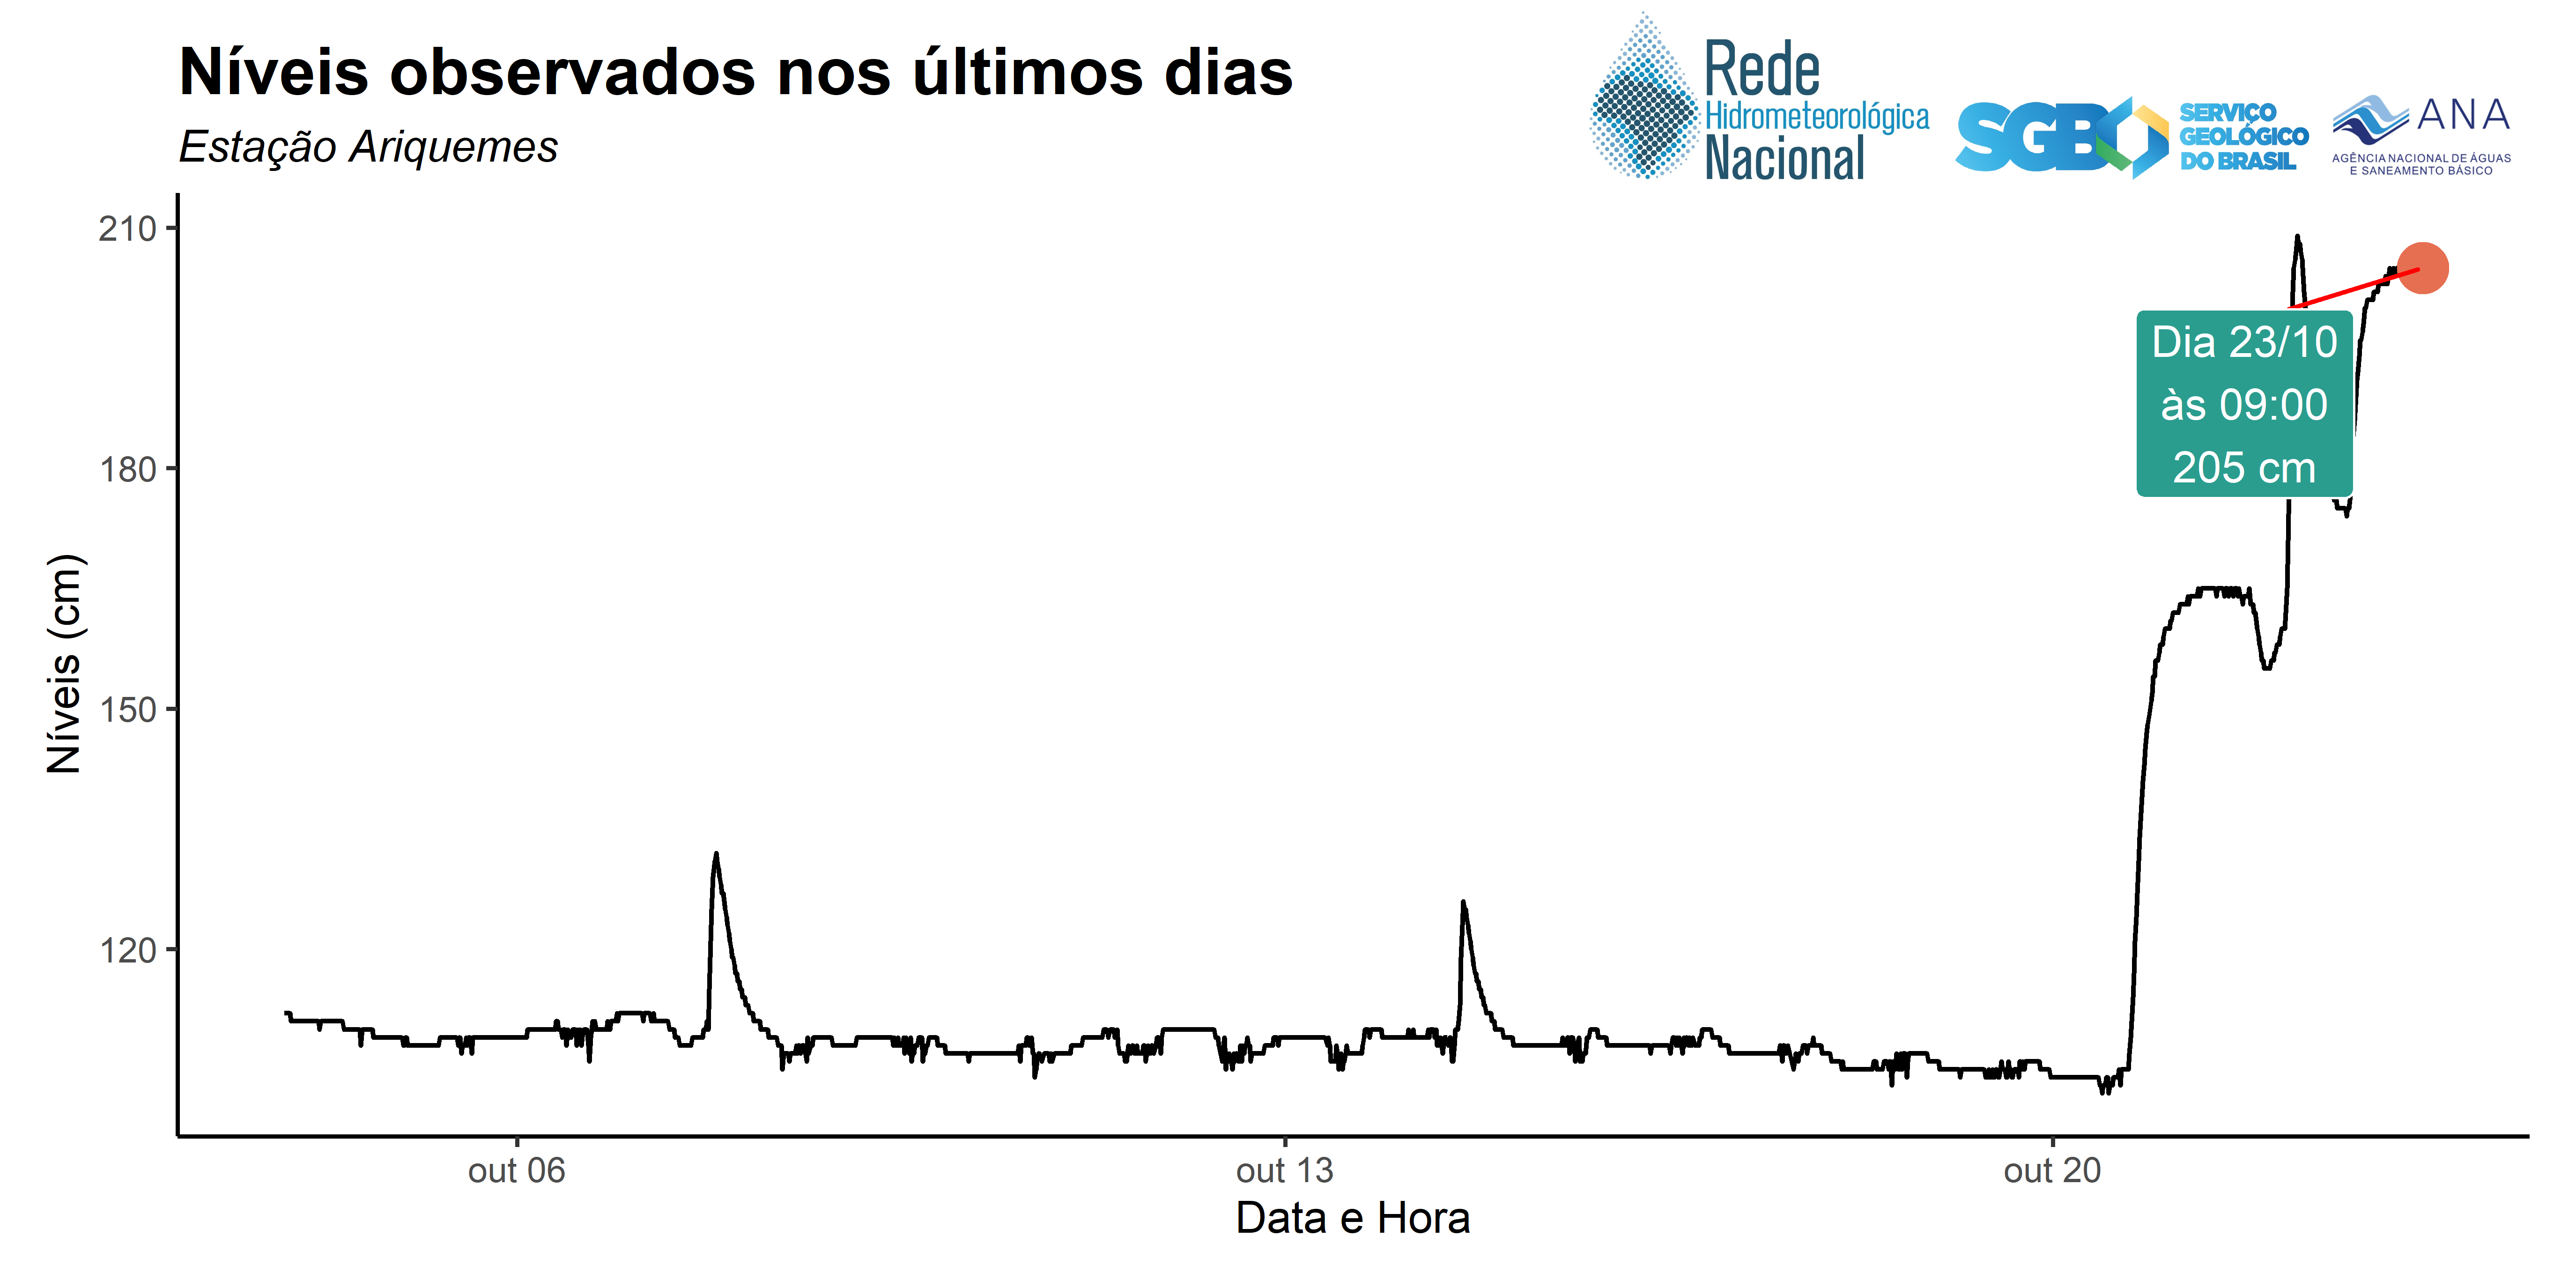 Níveis observados nos últimos dias
Estação Ariquemes
Rede
Hidrometeorológica
Nacional
SGB
SERVIÇO
GEOLÓGICO
DO BRASIL
ANA
AGÊNCIA NACIONAL DE ÁGUAS
E SANEAMENTO BÁSICO
Níveis (cm)
210
180
150
120
Dia 23/10
às 09:00
205 cm
out 06
out 13
out 20
Data e Hora